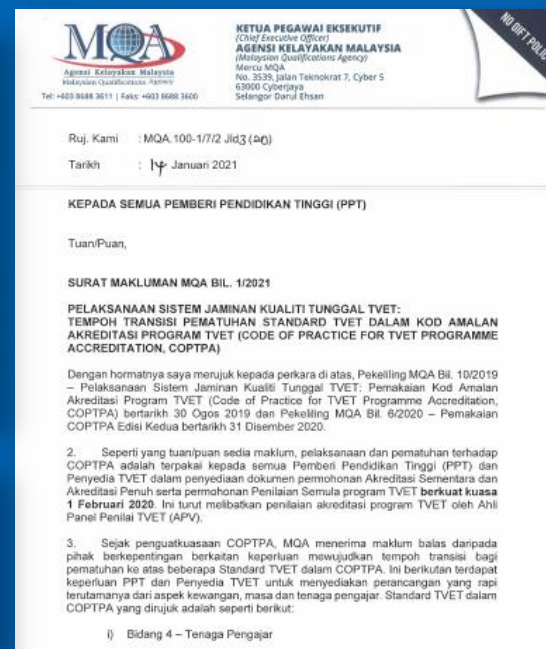 MQA
Agensi Kelayakan Malaysia
Malaysian Qualifications Agency
Tel: +603 8688 3611 | Faks: +603 8688 3600
KETUA PEGAWAI EKSEKUTIF
(Chief Executive Officer)
AGENSI KELAYAKAN MALAYSIA
(Malaysian Qualifications Agency)
Mercu MQA
No. 3539, Jalan Teknokrat 7, Cyber 5
63000 Cyberjaya
Selangor Darul Ehsan
NO GIFT POLIC
Ruj. Kami : MQA.100-1/7/2 Jld3 (20)
Tarikh : 14 Januari 2021
KEPADA SEMUA PEMBERI PENDIDIKAN TINGGI (PPT)
Tuan/Puan,
SURAT MAKLUMAN MQA BIL. 1/2021
PELAKSANAAN SISTEM JAMINAN KUALITI TUNGGAL TVET:
TEMPOH TRANSISI PEMATUHAN STANDARD TVET DALAM KOD AMALAN
AKREDITASI PROGRAM TVET (CODE OF PRACTICE FOR TVET PROGRAMME
ACCREDITATION, COPTPA)
Dengan hormatnya saya merujuk kepada perkara di atas, Pekeliling MQA Bil. 10/2019
– Pelaksanaan Sistem Jaminan Kualiti Tunggal TVET: Pemakaian Kod Amalan
Akreditasi Program TVET (Code of Practice for TVET Programme Accreditation,
COPTPA) bertarikh 30 Ogos 2019 dan Pekeliling MQA Bil. 6/2020 – Pemakaian
COPTPA Edisi Kedua bertarikh 31 Disember 2020.
2. Seperti yang tuan/puan sedia maklum, pelaksanaan dan pematuhan terhadap
COPTPA adalah terpakai kepada semua Pemberi Pendidikan Tinggi (PPT) dan
Penyedia TVET dalam penyediaan dokumen permohonan Akreditasi Sementara dan
Akreditasi Penuh serta permohonan Penilaian Semula program TVET berkuat kuasa
1 Februari 2020. Ini turut melibatkan penilaian akreditasi program TVET oleh Ahli
Panel Penilai TVET (APV).
3. Sejak penguatkuasaan COPTPA, MQA menerima maklum balas daripada
pihak berkepentingan berkaitan keperluan mewujudkan tempoh transisi bagi
pematuhan ke atas beberapa Standard TVET dalam COPTPA. Ini berikutan terdapat
keperluan PPT dan Penyedia TVET untuk menyediakan perancangan yang rapi
terutamanya dari aspek kewangan, masa dan tenaga pengajar. Standard TVET dalam
COPTPA yang dirujuk adalah seperti berikut:
i) Bidang 4 – Tenaga Pengajar